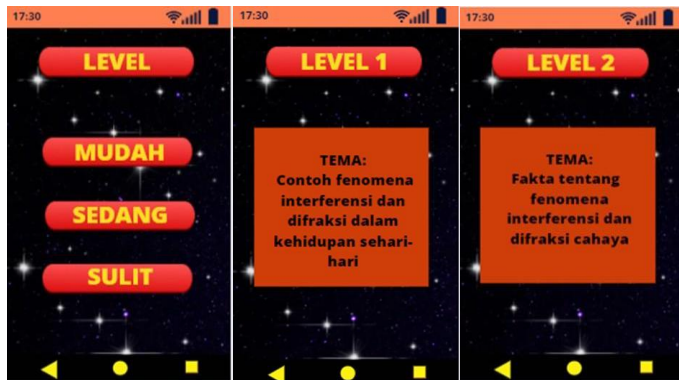 17:30
LEVEL
MUDAH
SEDANG
SULIT
17:30
LEVEL 1
TEMA:
Contoh fenomena
interferensi dan
difraksi dalam
kehidupan sehari-
hari
17:30
LEVEL 2
TEMA:
Fakta tentang
fenomena
interferensi dan
difraksi cahaya